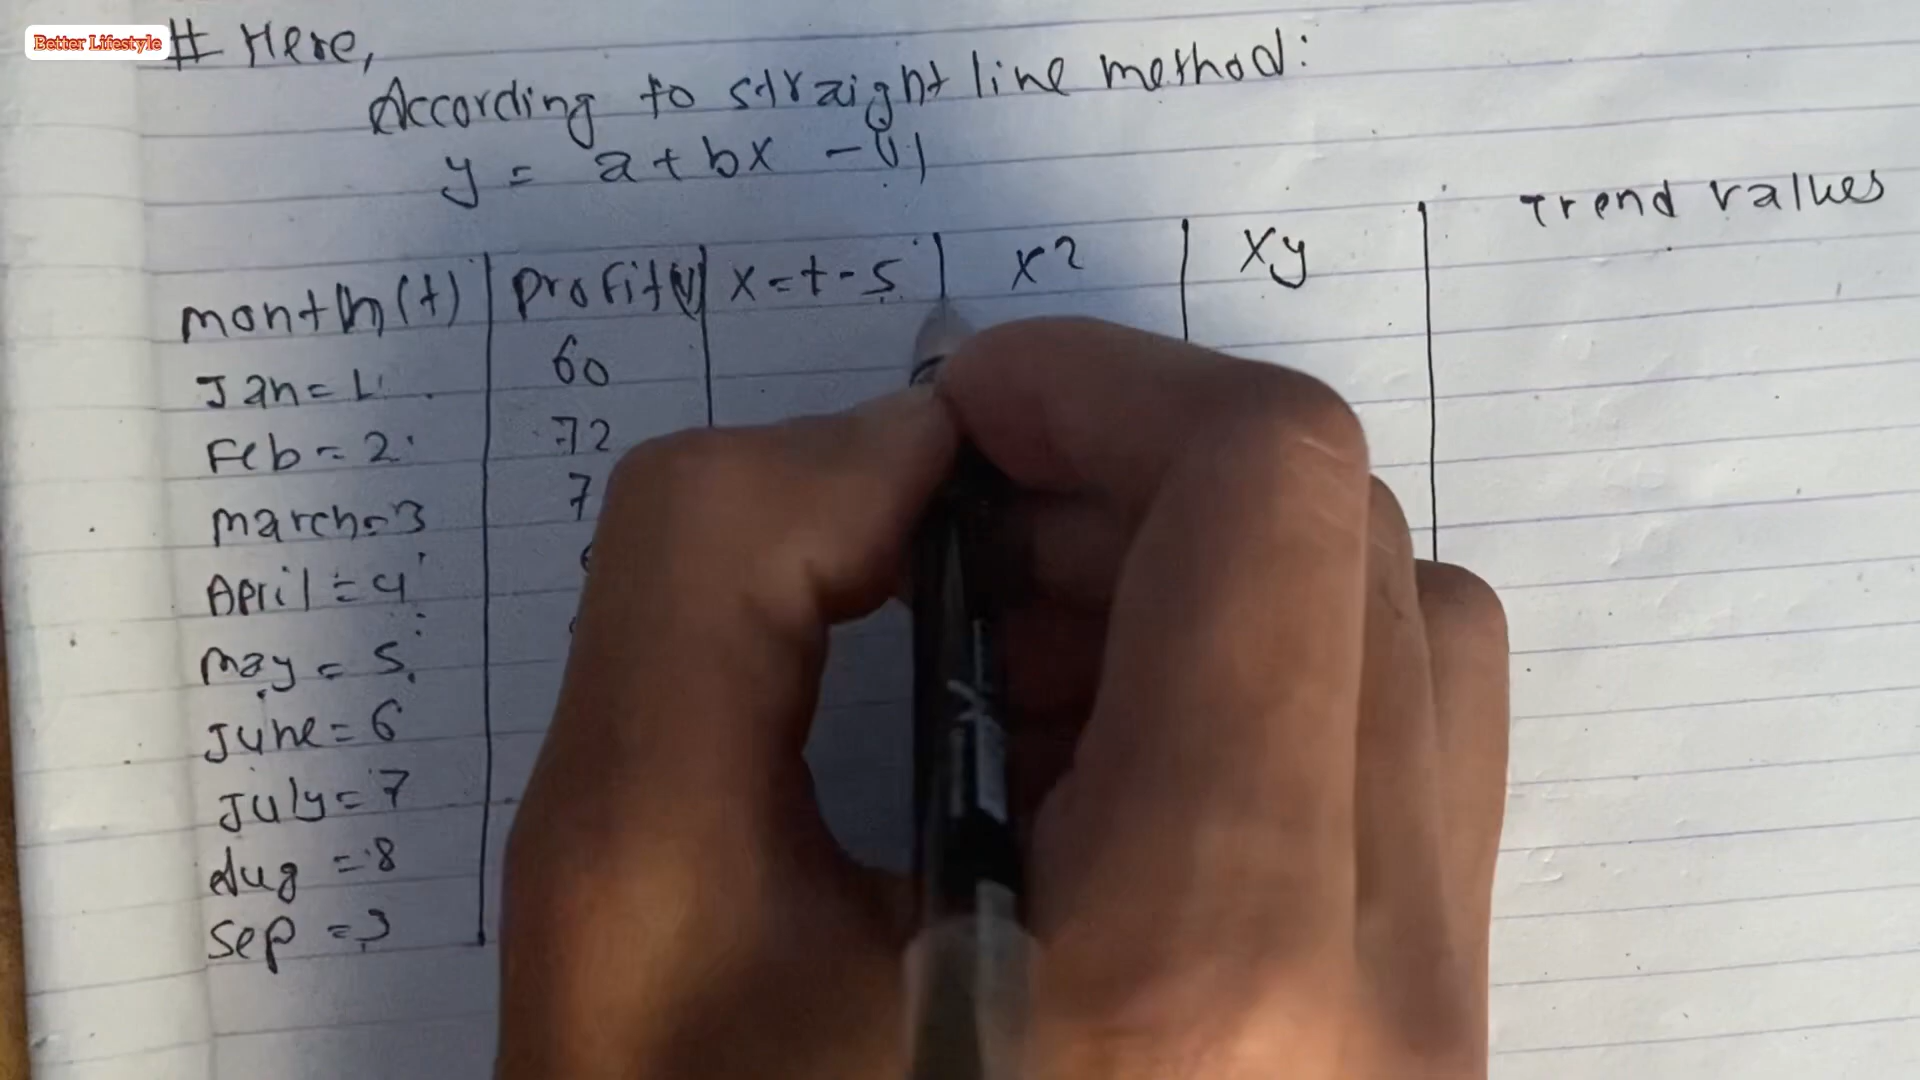 Better Lifestyle
# Here,
According to straight line method:
y = a + bx - (1)
month(t) | Profit(y) | x = t - 5 | x2 | xy | Trend values
Jan = 1 60
Feb = 2 72
march = 3 7
April = 4
may = 5
June = 6
July = 7
Aug = 8
Sep = 9